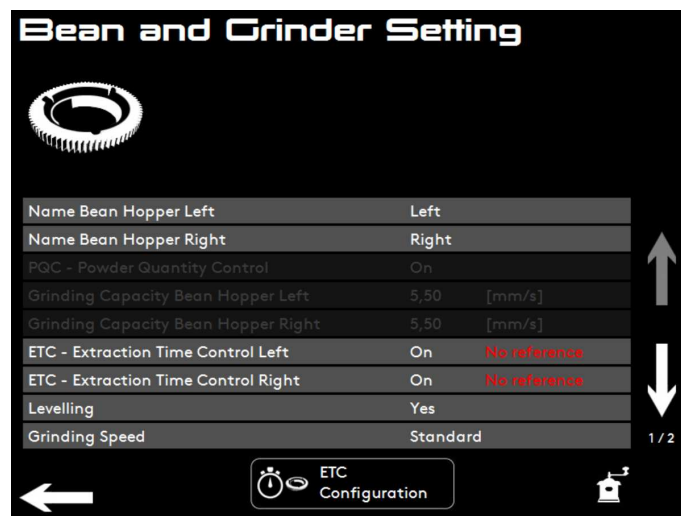 Bean and Grinder Setting
Name Bean Hopper Left Left
Name Bean Hopper Right Right
PQC - Powder Quantity Control On
Grinding Capacity Bean Hopper Left 5,50 [mm/s]
Grinding Capacity Bean Hopper Right 5,50 [mm/s]
ETC - Extraction Time Control Left On No reference
ETC - Extraction Time Control Right On No reference
Levelling Yes
Grinding Speed Standard
1/2
ETC
Configuration